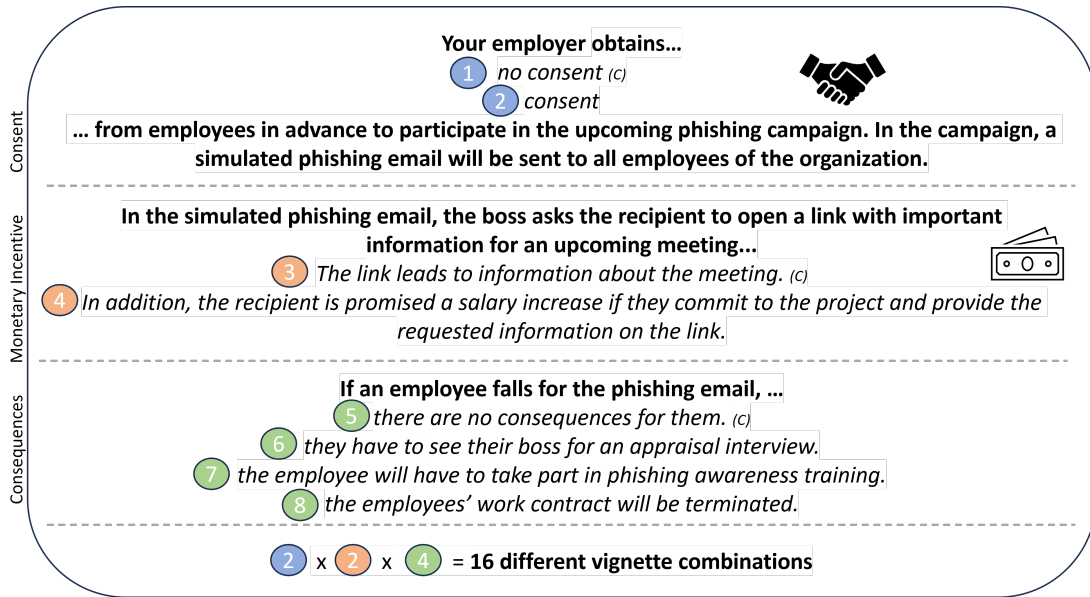 Consent
Your employer obtains…
1 no consent (C)
2 consent
… from employees in advance to participate in the upcoming phishing campaign. In the campaign, a
simulated phishing email will be sent to all employees of the organization.
Monetary Incentive
In the simulated phishing email, the boss asks the recipient to open a link with important
information for an upcoming meeting...
3 The link leads to information about the meeting. (C)
4 In addition, the recipient is promised a salary increase if they commit to the project and provide the
requested information on the link.
Consequences
If an employee falls for the phishing email, …
5 there are no consequences for them. (C)
6 they have to see their boss for an appraisal interview.
7 the employee will have to take part in phishing awareness training.
8 the employees’ work contract will be terminated.
2 x 2 x 4 = 16 different vignette combinations